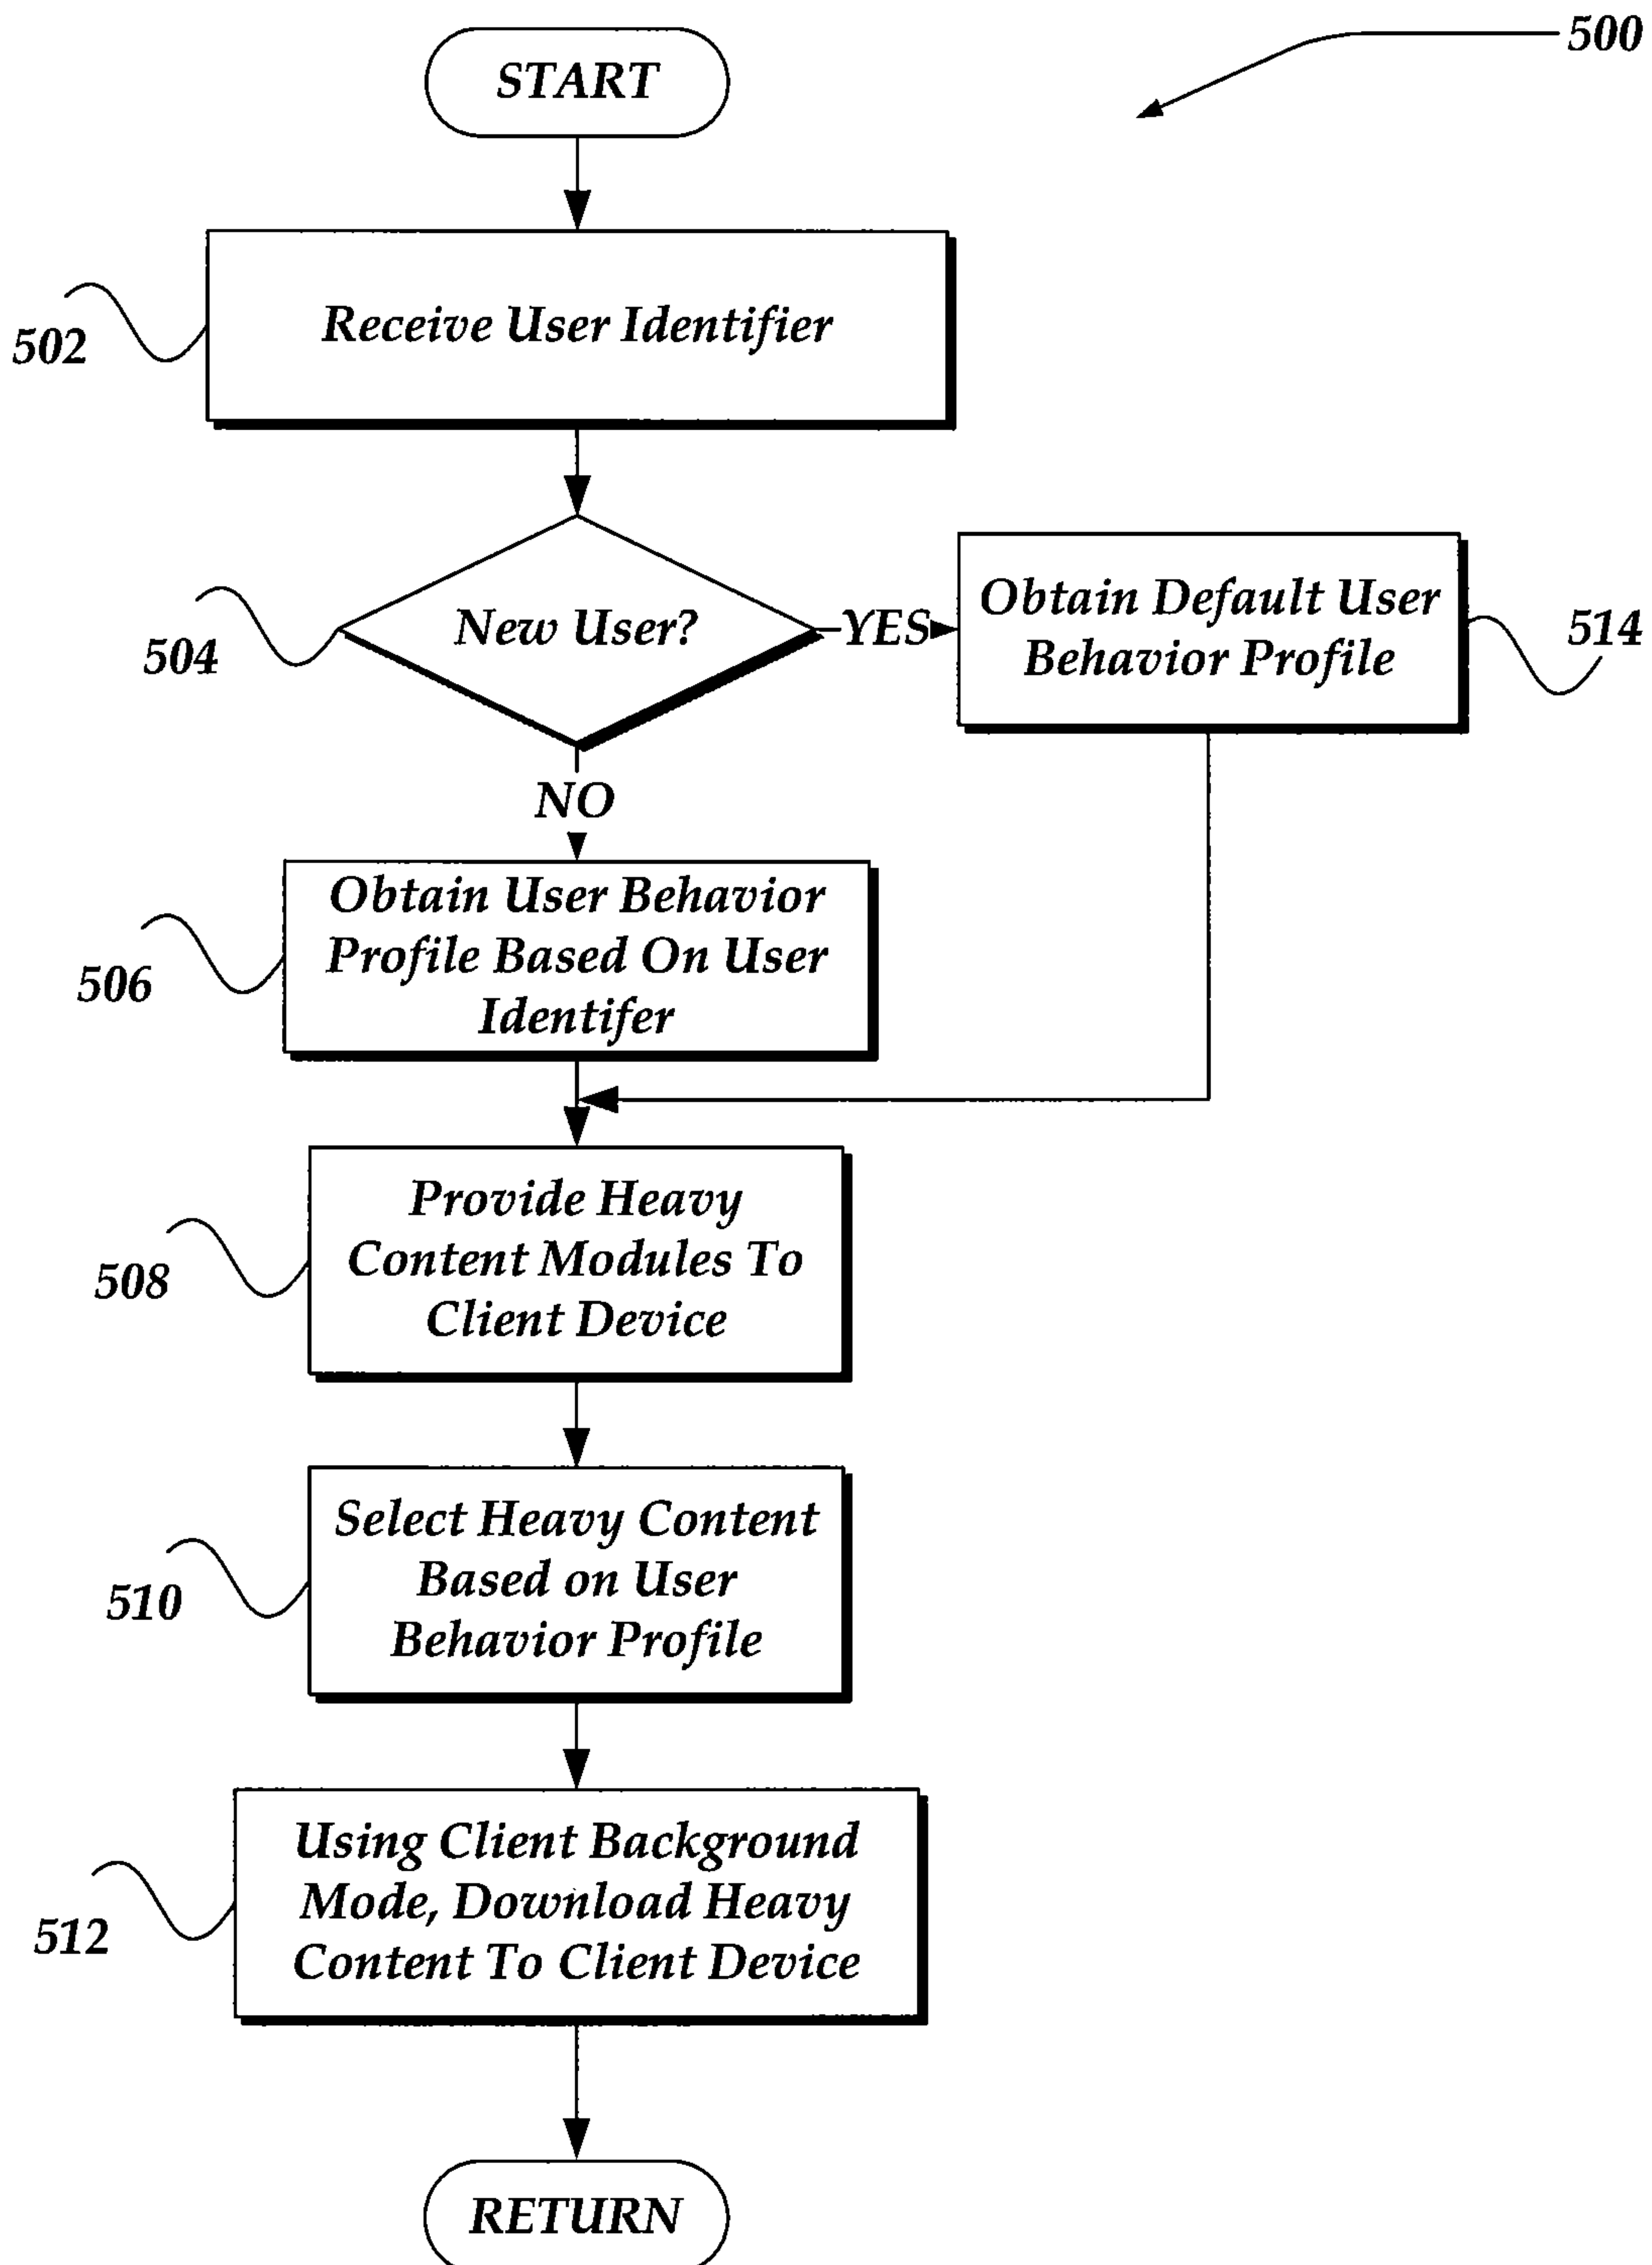 START
500
Receive User Identifier
502
New User?
504
YES
Obtain Default User
Behavior Profile
514
NO
Obtain User Behavior
Profile Based On User
Identifer
506
Provide Heavy
Content Modules To
Client Device
508
Select Heavy Content
Based on User
Behavior Profile
510
Using Client Background
Mode, Download Heavy
Content To Client Device
512
RETURN